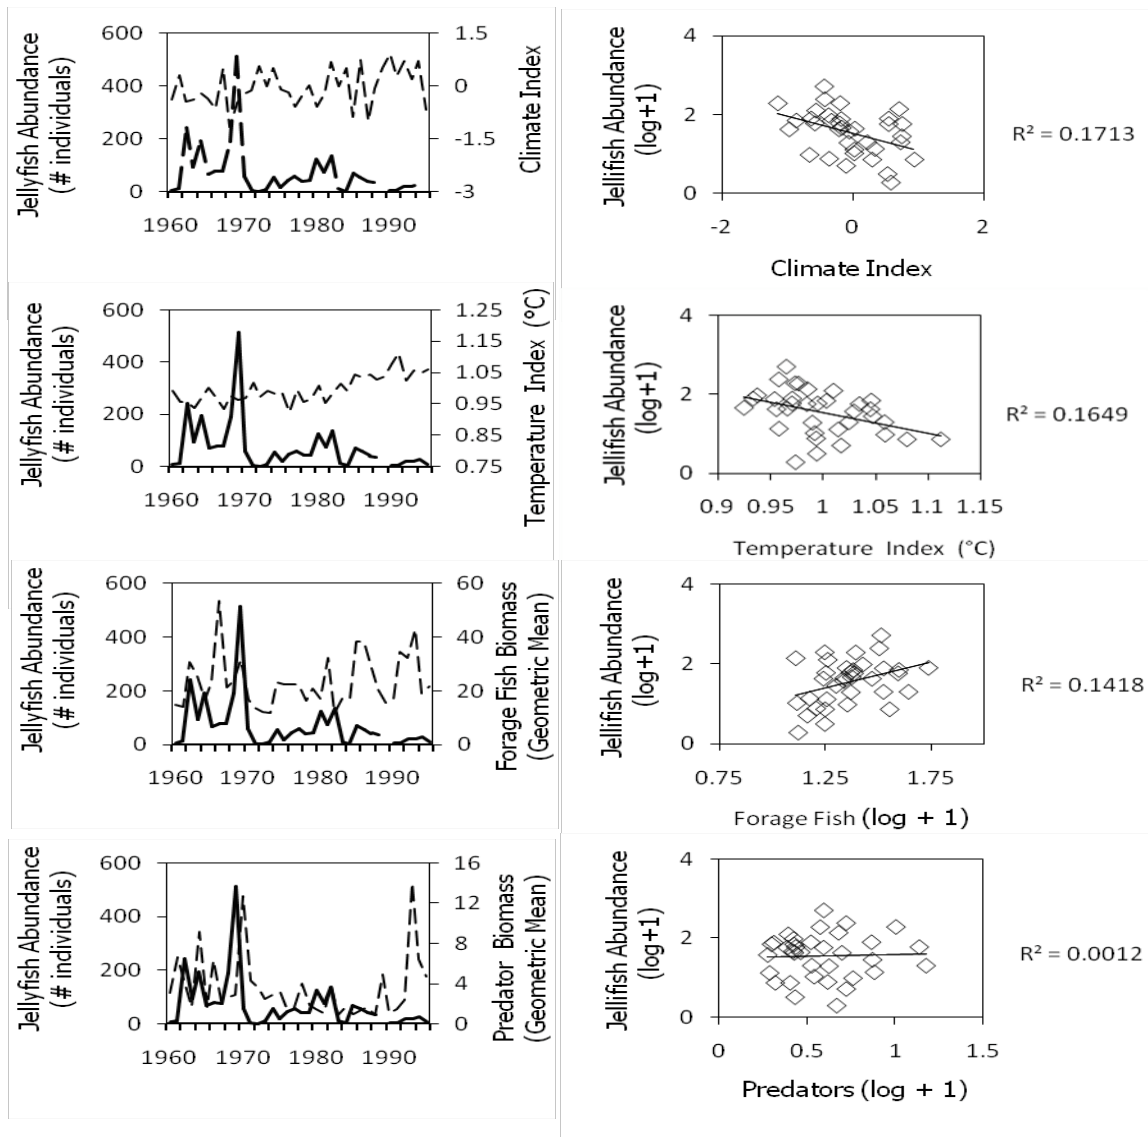 Jellyfish Abundance
(# individuals)
600
400
200
0
1.5
0
-1.5
-3
Climate Index
1960 1970 1980 1990
Jellifish Abundance
(log+1)
4
2
0
-2 0 2
Climate Index
R² = 0.1713
Jellyfish Abundance
(# individuals)
600
400
200
0
1.25
1.15
1.05
0.95
0.85
0.75
Temperature Index (°C)
1960 1970 1980 1990
Jellifish Abundance
(log+1)
4
2
0
0.9 0.95 1 1.05 1.1 1.15
Temperature Index (°C)
R² = 0.1649
Jellyfish Abundance
(# individuals)
600
400
200
0
60
40
20
0
Forage Fish Biomass
(Geometric Mean)
1960 1970 1980 1990
Jellifish Abundance
(log+1)
4
2
0
0.75 1.25 1.75
Forage Fish (log + 1)
R² = 0.1418
Jellyfish Abundance
(# individuals)
600
400
200
0
16
12
8
4
0
Predator Biomass
(Geometric Mean)
1960 1970 1980 1990
Jellifish Abundance
(log+1)
4
2
0
0 0.5 1 1.5
Predators (log + 1)
R² = 0.0012